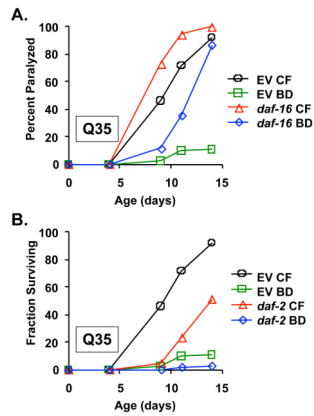 A.
Percent Paralyzed
100
80
60
40
20
0
Q35
0 5 10 15
Age (days)
EV CF
EV BD
daf-16 CF
daf-16 BD
B.
Fraction Surviving
100
80
60
40
20
0
Q35
0 5 10 15
Age (days)
EV CF
EV BD
daf-2 CF
daf-2 BD